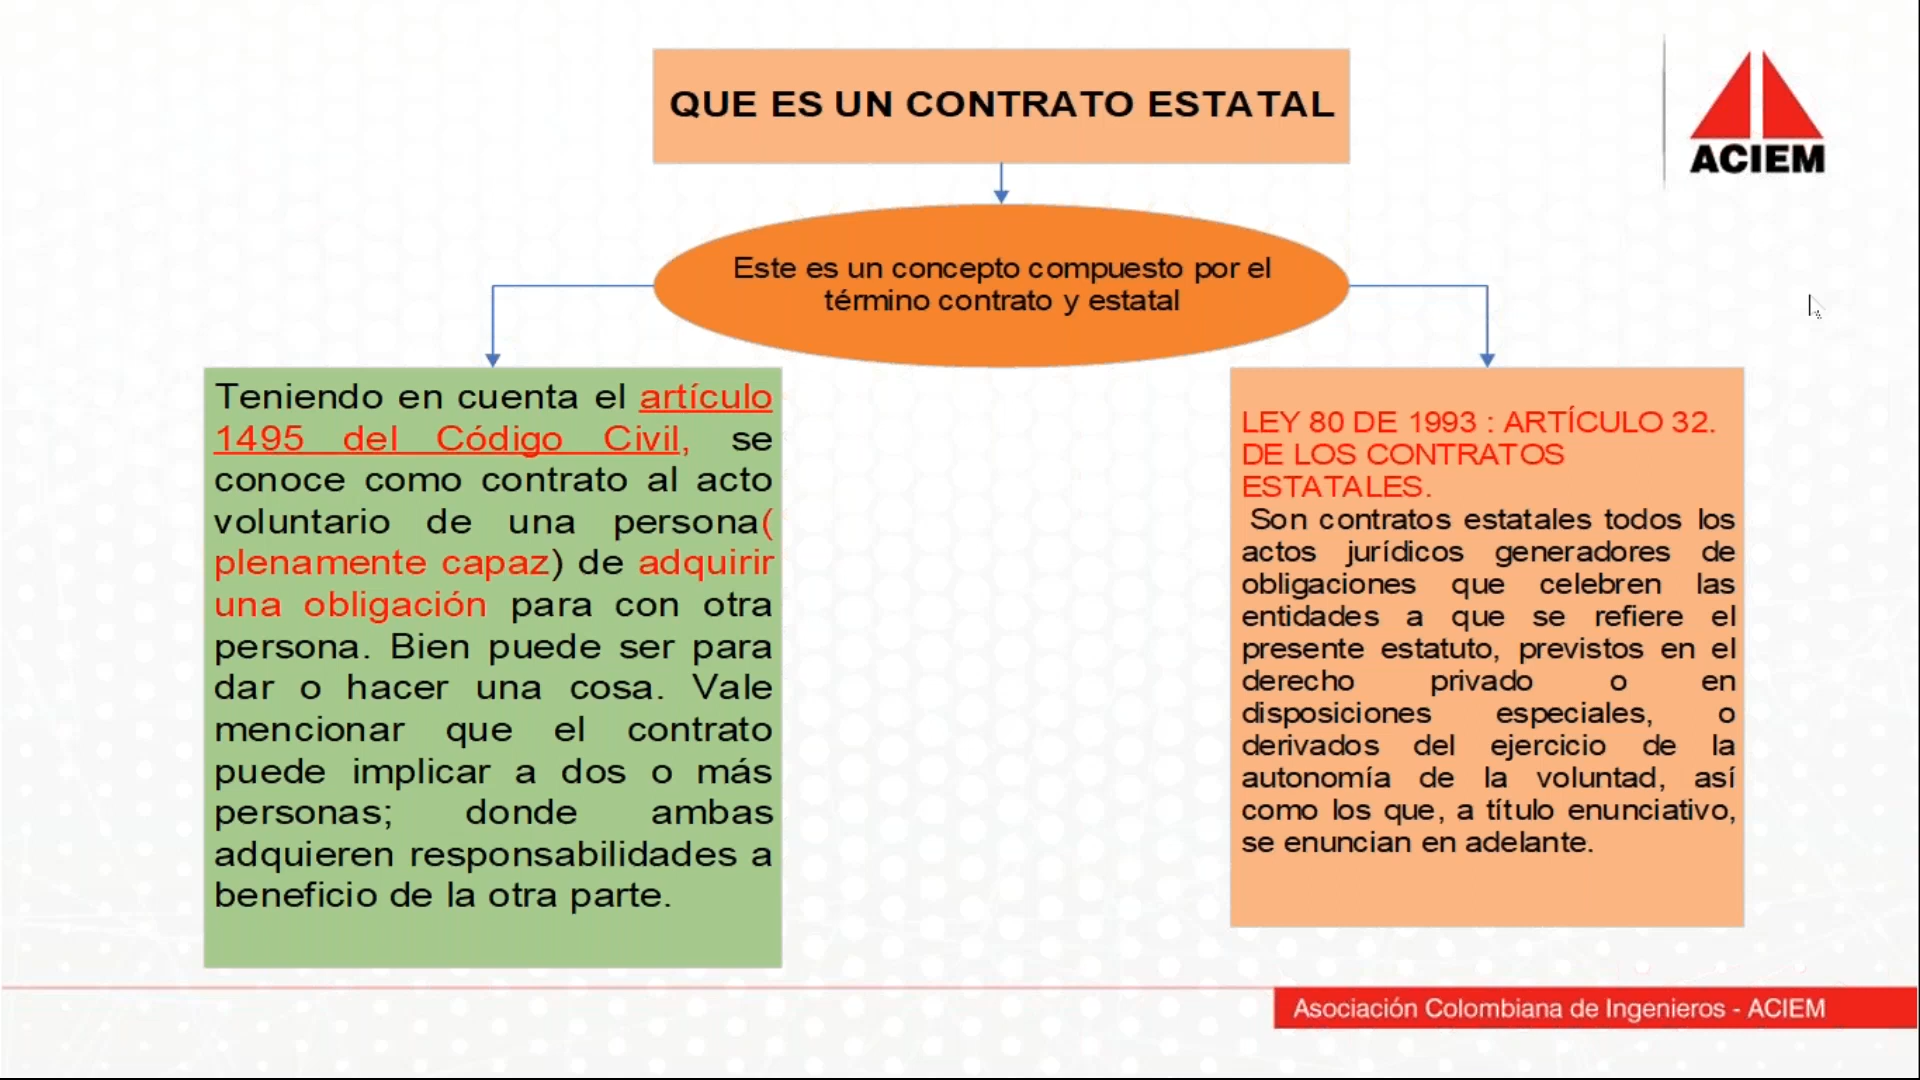 QUE ES UN CONTRATO ESTATAL
ACIEM
Este es un concepto compuesto por el
término contrato y estatal
Teniendo en cuenta el artículo
1495 del Código Civil, se
conoce como contrato al acto
voluntario de una persona(
plenamente capaz) de adquirir
una obligación para con otra
persona. Bien puede ser para
dar o hacer una cosa. Vale
mencionar que el contrato
puede implicar a dos o más
personas; donde ambas
adquieren responsabilidades a
beneficio de la otra parte.
LEY 80 DE 1993 : ARTÍCULO 32.
DE LOS CONTRATOS
ESTATALES.
Son contratos estatales todos los
actos jurídicos generadores de
obligaciones que celebren las
entidades a que se refiere el
presente estatuto, previstos en el
derecho privado o en
disposiciones especiales, o
derivados del ejercicio de la
autonomía de la voluntad, así
como los que, a título enunciativo,
se enuncian en adelante.
Asociación Colombiana de Ingenieros - ACIEM